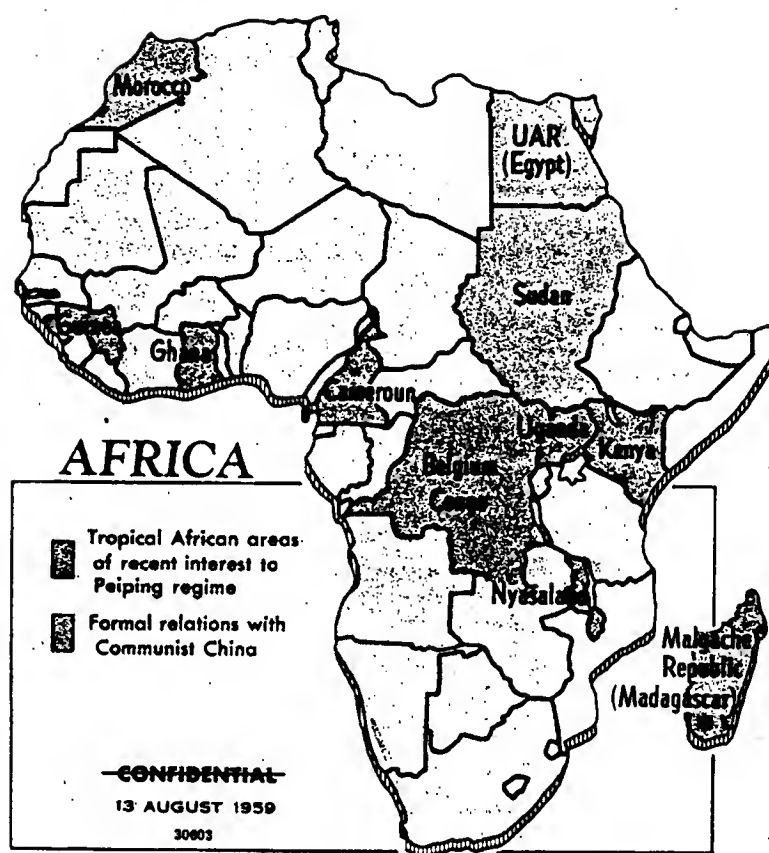 Morocco
UAR
(Egypt)
Sudan
Guinea
Ghana
Cameroun
Uganda
Kenya
Belgian
Congo
AFRICA
Tropical African areas
of recent interest to
Peiping regime
Nyasaland
Formal relations with
Communist China
Malgache
Republic
(Madagascar)
CONFIDENTIAL
13 AUGUST 1959
30603